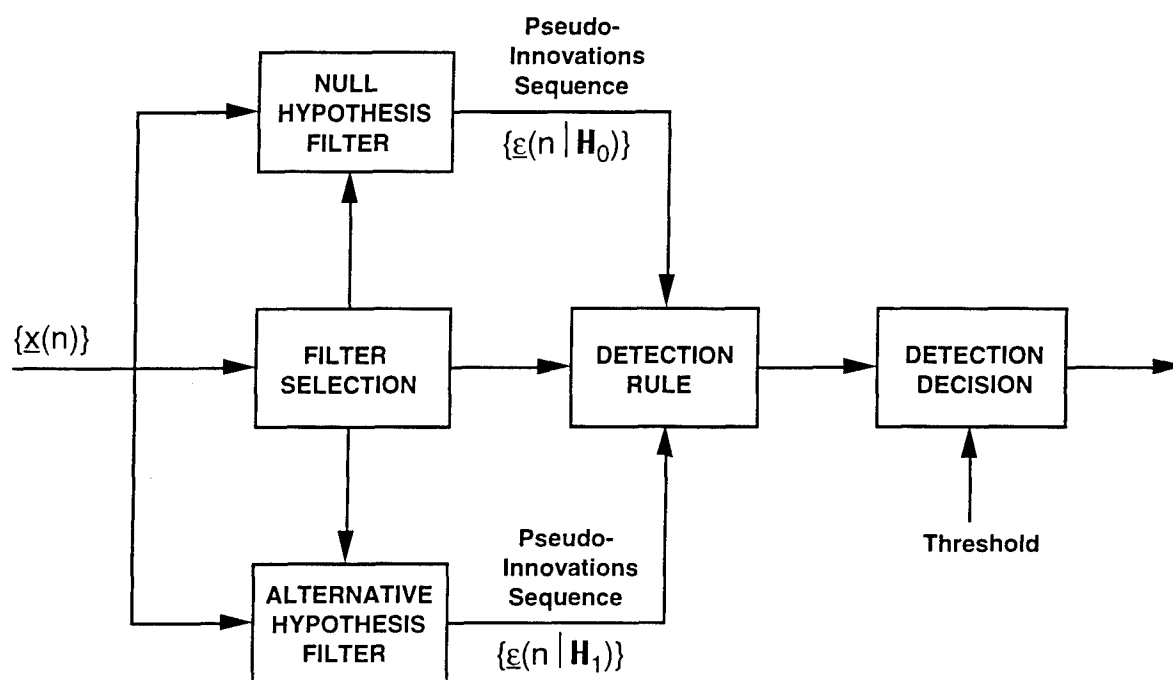 Pseudo-
Innovations
Sequence
NULL
HYPOTHESIS
FILTER
{ε(n | H₀)}
{x(n)}
FILTER
SELECTION
DETECTION
RULE
DETECTION
DECISION
Threshold
Pseudo-
Innovations
Sequence
ALTERNATIVE
HYPOTHESIS
FILTER
{ε(n | H₁)}